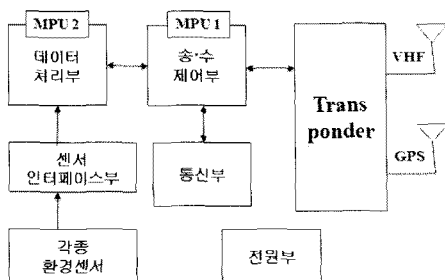 MPU 2
데이터
처리부
MPU 1
송·수
제어부
Trans
ponder
VHF
GPS
센서
인터페이스부
통신부
각종
환경센서
전원부